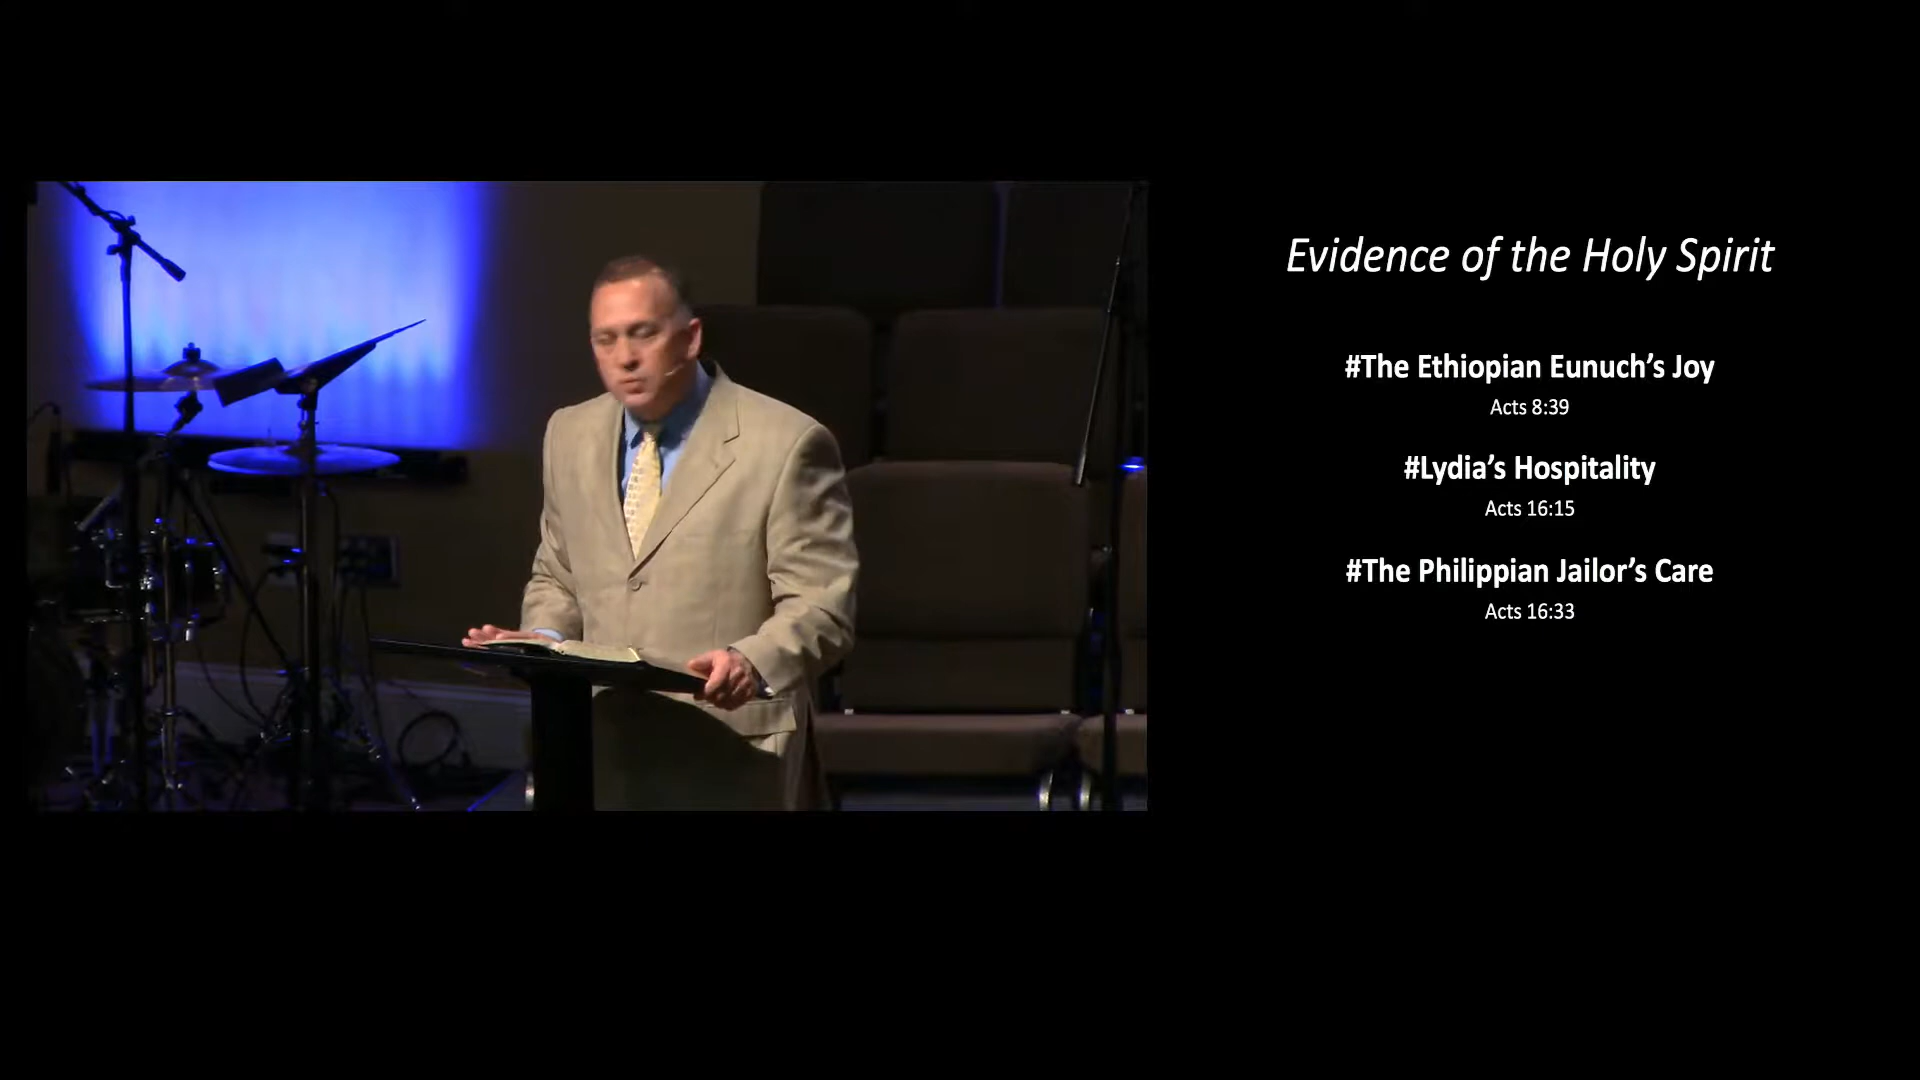 Evidence of the Holy Spirit
#The Ethiopian Eunuch’s Joy
Acts 8:39
#Lydia’s Hospitality
Acts 16:15
#The Philippian Jailor’s Care
Acts 16:33